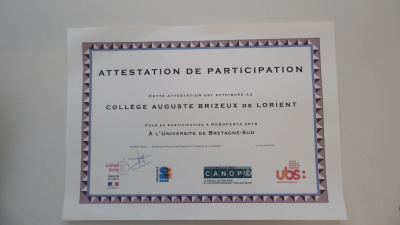 ATTESTATION DE PARTICIPATION
CETTE ATTESTATION EST ATTRIBUÉE AU
COLLÈGE AUGUSTE BRIZEUX DE LORIENT
POUR SA PARTICIPATION À ROBOFESTA 2015
À L'UNIVERSITÉ DE BRETAGNE-SUD
CANOPÉ
ubs: